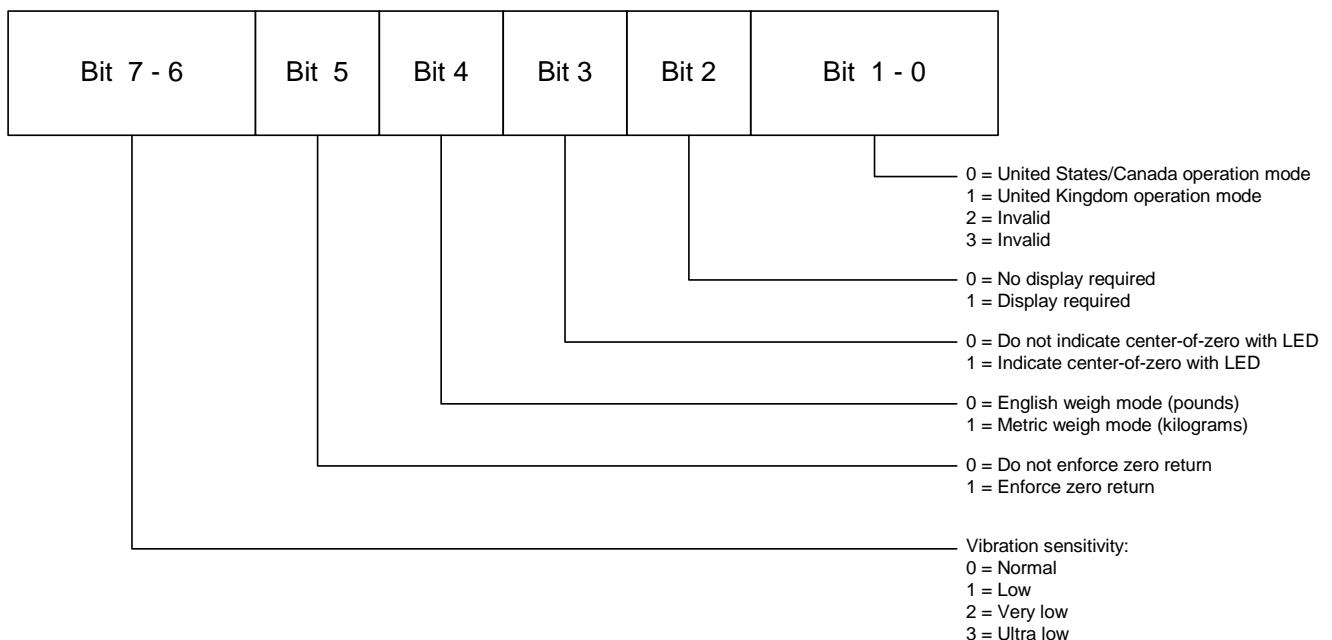 Bit 7 - 6
Bit 5
Bit 4
Bit 3
Bit 2
Bit 1 - 0
0 = United States/Canada operation mode
1 = United Kingdom operation mode
2 = Invalid
3 = Invalid
0 = No display required
1 = Display required
0 = Do not indicate center-of-zero with LED
1 = Indicate center-of-zero with LED
0 = English weigh mode (pounds)
1 = Metric weigh mode (kilograms)
0 = Do not enforce zero return
1 = Enforce zero return
Vibration sensitivity:
0 = Normal
1 = Low
2 = Very low
3 = Ultra low